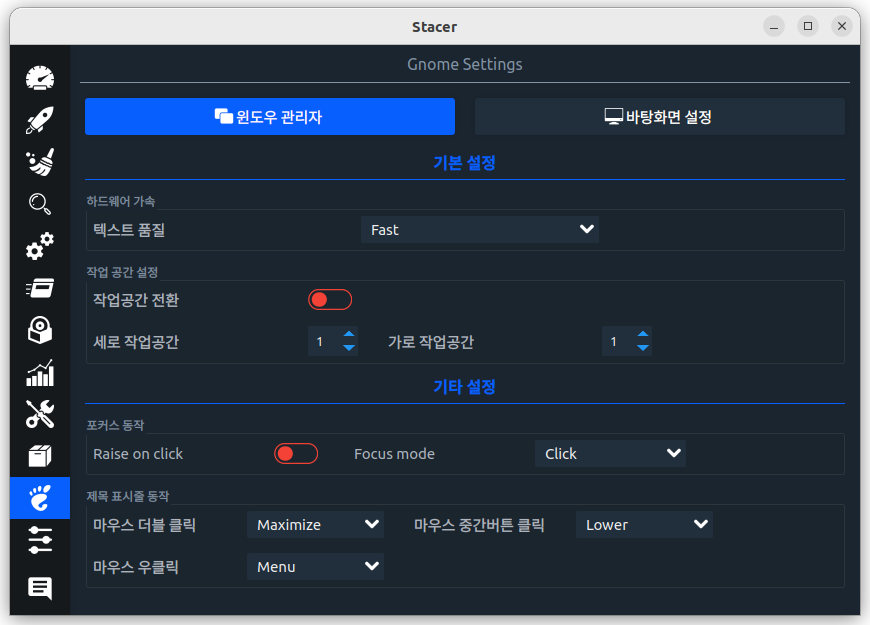 Stacer
Gnome Settings
윈도우 관리자 바탕화면 설정
기본 설정
하드웨어 가속
텍스트 품질 Fast
작업 공간 설정
작업공간 전환
세로 작업공간 1 가로 작업공간 1
기타 설정
포커스 동작
Raise on click Focus mode Click
제목 표시줄 동작
마우스 더블 클릭 Maximize 마우스 중간버튼 클릭 Lower
마우스 우클릭 Menu